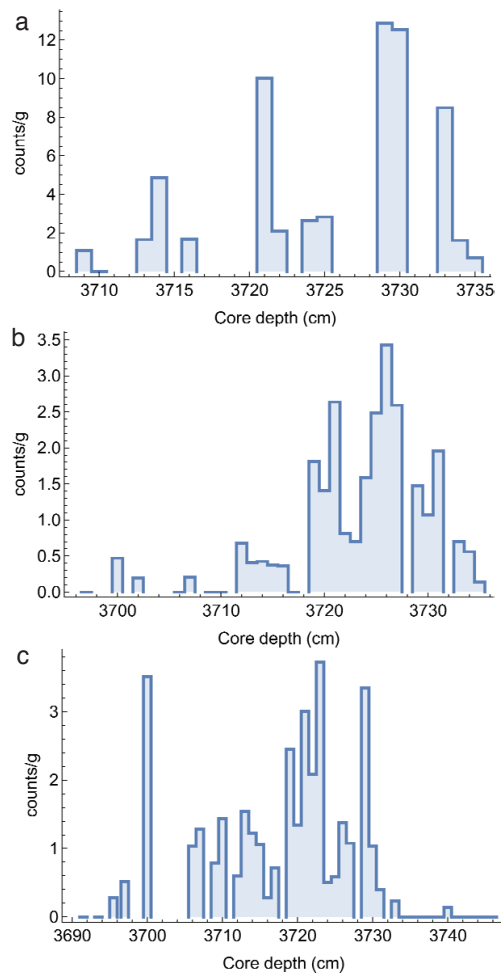 a
12
10
8
6
4
2
0
counts/g
3710 3715 3720 3725 3730 3735
Core depth (cm)
b
3.5
3.0
2.5
2.0
1.5
1.0
0.5
0.0
counts/g
3700 3710 3720 3730
Core depth (cm)
c
3
2
1
0
counts/g
3690 3700 3710 3720 3730 3740
Core depth (cm)